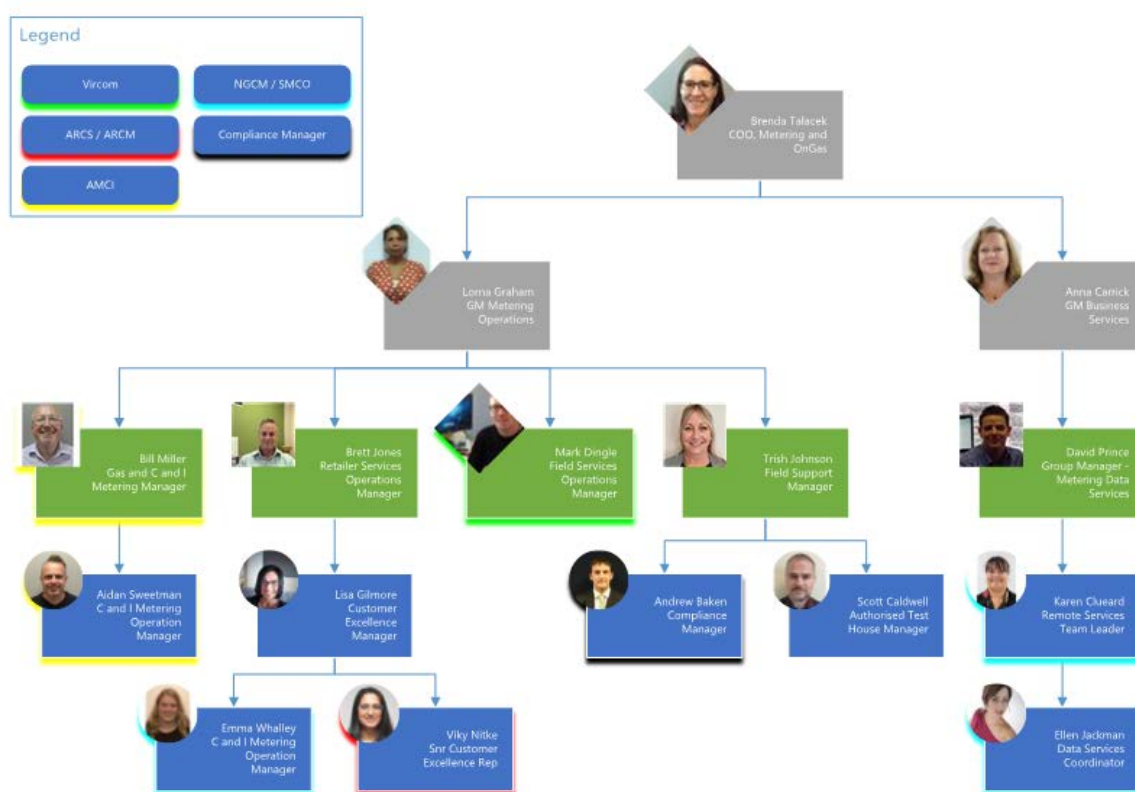 Legend
Vircom
NGCM / SMCO
ARCS / ARCM
Compliance Manager
AMCI
Brenda Talacek
COO, Metering and
OnGas
Lorna Graham
GM Metering
Operations
Anna Carrick
GM Business
Services
Bill Miller
Gas and C and I
Metering Manager
Brett Jones
Retailer Services
Operations
Manager
Mark Dingle
Field Services
Operations
Manager
Trish Johnson
Field Support
Manager
David Prince
Group Manager -
Metering Data
Services
Aidan Sweetman
C and I Metering
Operation
Manager
Lisa Gilmore
Customer
Excellence
Manager
Andrew Baken
Compliance
Manager
Scott Caldwell
Authorised Test
House Manager
Karen Clueard
Remote Services
Team Leader
Emma Whalley
C and I Metering
Operation
Manager
Viky Nitke
Snr Customer
Excellence Rep
Ellen Jackman
Data Services
Coordinator